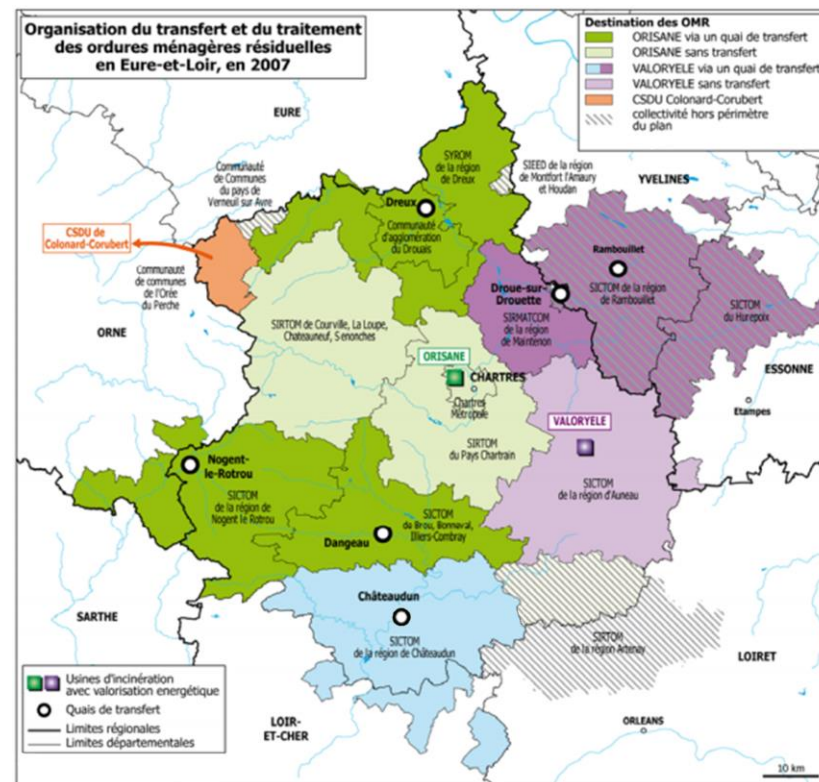 Organisation du transfert et du traitement
des ordures ménagères résiduelles
en Eure-et-Loir, en 2007
Destination des OMR
ORISANE via un quai de transfert
ORISANE sans transfert
VALORYELE via un quai de transfert
VALORYELE sans transfert
CSDU Colonard-Corubert
collectivité hors périmètre
du plan
EURE
SYROM
de la région
de Dreux
SIEED de la région
de Montfort l'Amaury
et Houdan
YVELINES
Communauté
de Communes
du pays de
Verneuil sur Avre
Dreux
Communauté
d'agglomération
du Drouais
CSDU de
Colonard-Corubert
Communauté
de communes
de l'Orée
du Perche
Rambouillet
SICTOM de la région
de Rambouillet
Droue-sur-
Drouette
SIRMATCOM
de la région
de Maintenon
SICTOM
du Hurepoix
ORNE
SIRTOM de Courville, La Loupe,
Chateauneuf, Senonches
ORISANE
CHARTRES
Chartres
Métropole
ESSONNE
Etampes
VALORYELE
SIRTOM
du Pays Chartrain
Nogent-
le-Rotrou
SICTOM
de la région de
Nogent le Rotrou
SICTOM
de la région d'Auneau
SICTOM
de Brou, Bonneval,
Illiers-Combray
Dangeau
Châteaudun
SARTHE
SICTOM
de la région de Châteaudun
SIRTOM
de la région Artenay
LOIRET
Usines d'incinération
avec valorisation energétique
Quais de transfert
Limites régionales
Limites départementales
LOIR-
ET-CHER
ORLEANS
10 km